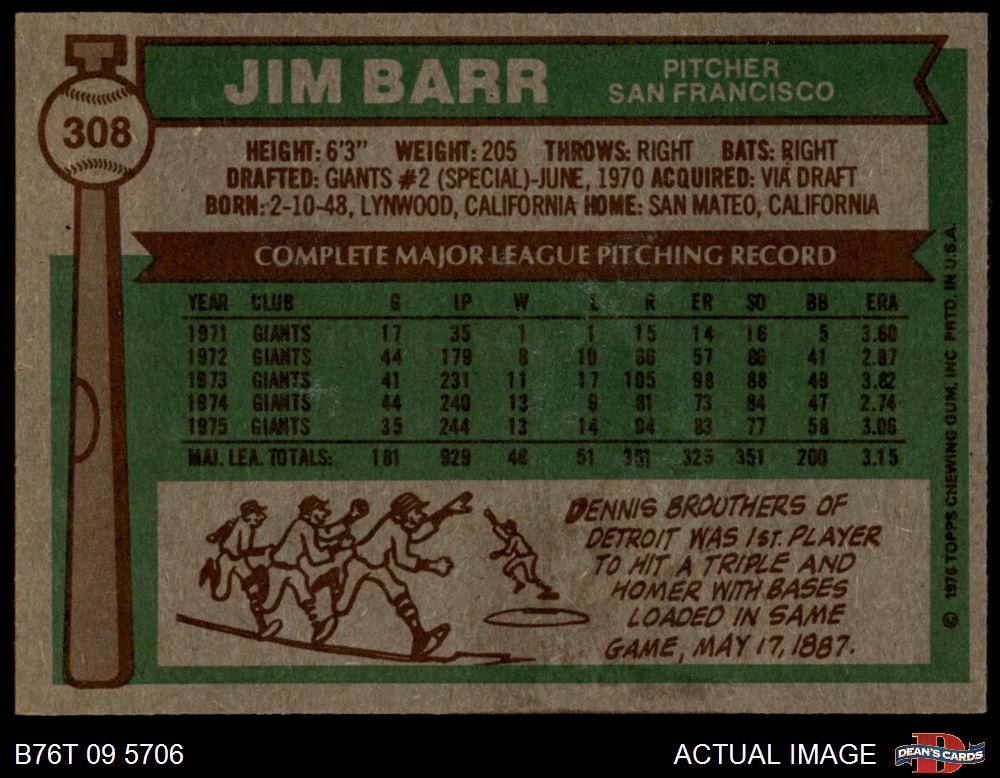 308
JIM BARR
PITCHER
SAN FRANCISCO
HEIGHT: 6'3" WEIGHT: 205 THROWS: RIGHT BATS: RIGHT
DRAFTED: GIANTS #2 (SPECIAL)-JUNE, 1970 ACQUIRED: VIA DRAFT
BORN: 2-10-48, LYNWOOD, CALIFORNIA HOME: SAN MATEO, CALIFORNIA
COMPLETE MAJOR LEAGUE PITCHING RECORD
YEAR CLUB G IP W L R ER SO BB ERA
1971 GIANTS 17 35 1 1 15 14 16 5 3.60
1972 GIANTS 44 179 8 10 66 57 86 41 2.87
1973 GIANTS 41 231 11 17 105 98 88 49 3.82
1974 GIANTS 44 240 13 9 81 73 84 47 2.74
1975 GIANTS 35 244 13 14 94 83 77 58 3.06
MAJ. LEA. TOTALS: 181 929 46 51 325 351 200 3.15
DENNIS BROUTHERS OF
DETROIT WAS 1ST. PLAYER
TO HIT A TRIPLE AND
HOMER WITH BASES
LOADED IN SAME
GAME, MAY 17, 1887.
© 1976 TOPPS CHEWING GUM, INC PRTD. IN U.S.A.
B76T 09 5706
ACTUAL IMAGE
D
DEAN'S CARDS